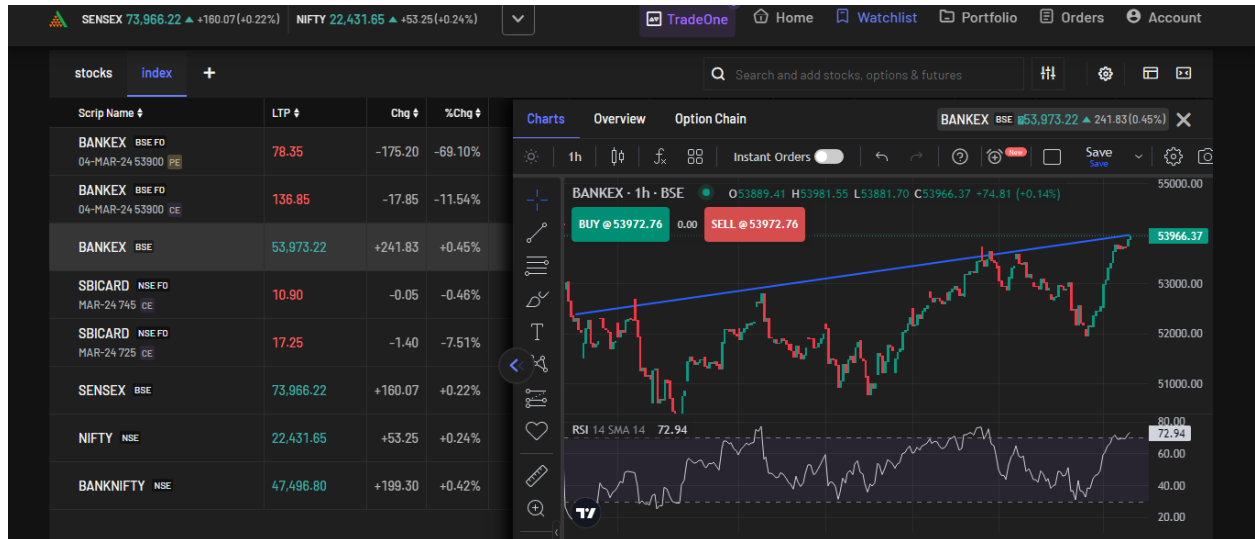 SENSEX 73,966.22 ▲ +160.07(+0.22%) NIFTY 22,431.65 ▲ +53.25(+0.24%)
TradeOne Home Watchlist Portfolio Orders Account
stocks index +
Search and add stocks, options & futures
Scrip Name LTP Chg %Chg
BANKEX BSE FO
04-MAR-24 53900 PE
78.35 -175.20 -69.10%
BANKEX BSE FO
04-MAR-24 53900 CE
136.85 -17.85 -11.54%
BANKEX BSE 53,973.22 +241.83 +0.45%
SBICARD NSE FO
MAR-24 745 CE
10.90 -0.05 -0.46%
SBICARD NSE FO
MAR-24 725 CE
17.25 -1.40 -7.51%
SENSEX BSE 73,966.22 +160.07 +0.22%
NIFTY NSE 22,431.65 +53.25 +0.24%
BANKNIFTY NSE 47,496.80 +199.30 +0.42%
Charts Overview Option Chain BANKEX BSE 53,973.22 ▲ 241.83(0.45%)
1h Instant Orders New Save
Save
BANKEX · 1h · BSE O53889.41 H53981.55 L53881.70 C53966.37 +74.81 (+0.14%)
BUY @ 53972.76 0.00 SELL @ 53972.76
55000.00
53966.37
53000.00
52000.00
51000.00
RSI 14 SMA 14 72.94
80.00
72.94
60.00
40.00
20.00